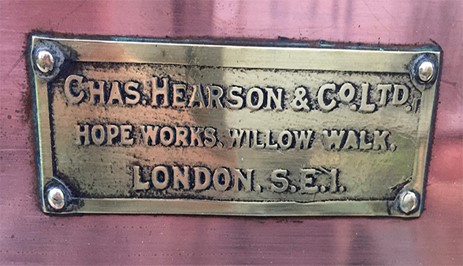 CHAS. HEARSON & CO. LTD,
HOPE WORKS, WILLOW WALK,
LONDON, S.E.1.